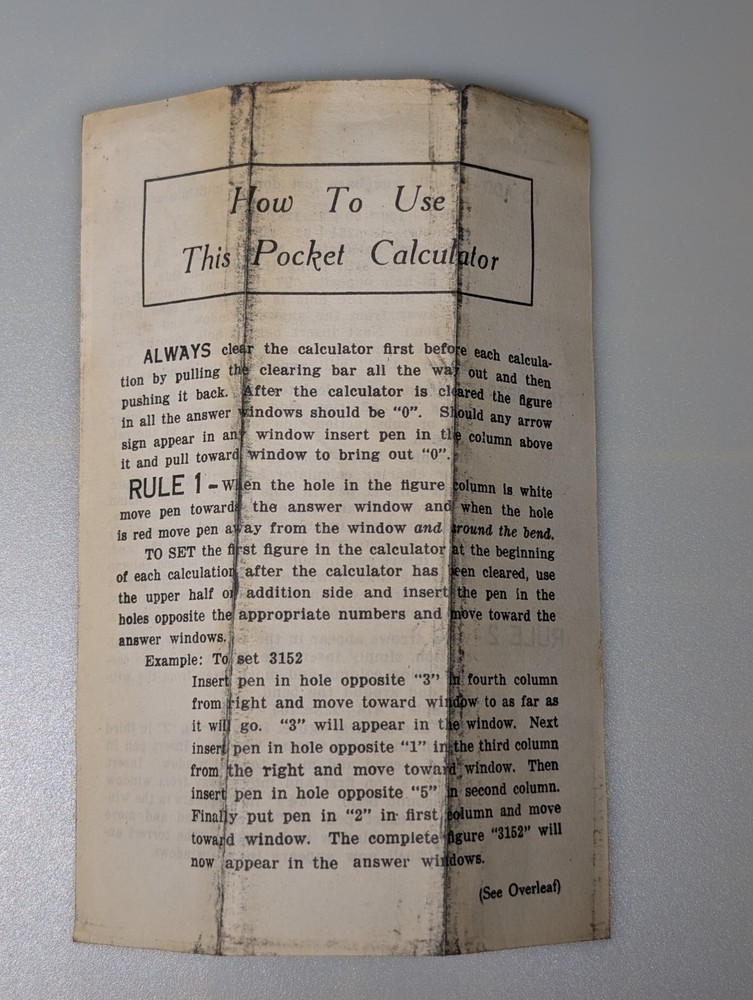 How To Use
This Pocket Calculator
ALWAYS clear the calculator first before each calcula-
tion by pulling the clearing bar all the way out and then
pushing it back. After the calculator is cleared the figure
in all the answer windows should be "0". Should any arrow
sign appear in any window insert pen in the column above
it and pull toward window to bring out "0".
RULE 1 - When the hole in the figure column is white
move pen towards the answer window and when the hole
is red move pen away from the window and around the bend.
TO SET the first figure in the calculator at the beginning
of each calculation after the calculator has been cleared, use
the upper half or addition side and insert the pen in the
holes opposite the appropriate numbers and move toward the
answer windows.
Example: To set 3152
Insert pen in hole opposite "3" in fourth column
from right and move toward window to as far as
it will go. "3" will appear in the window. Next
insert pen in hole opposite "1" in the third column
from the right and move toward window. Then
insert pen in hole opposite "5" in second column.
Finally put pen in "2" in first column and move
toward window. The complete figure "3152" will
now appear in the answer windows.
(See Overleaf)